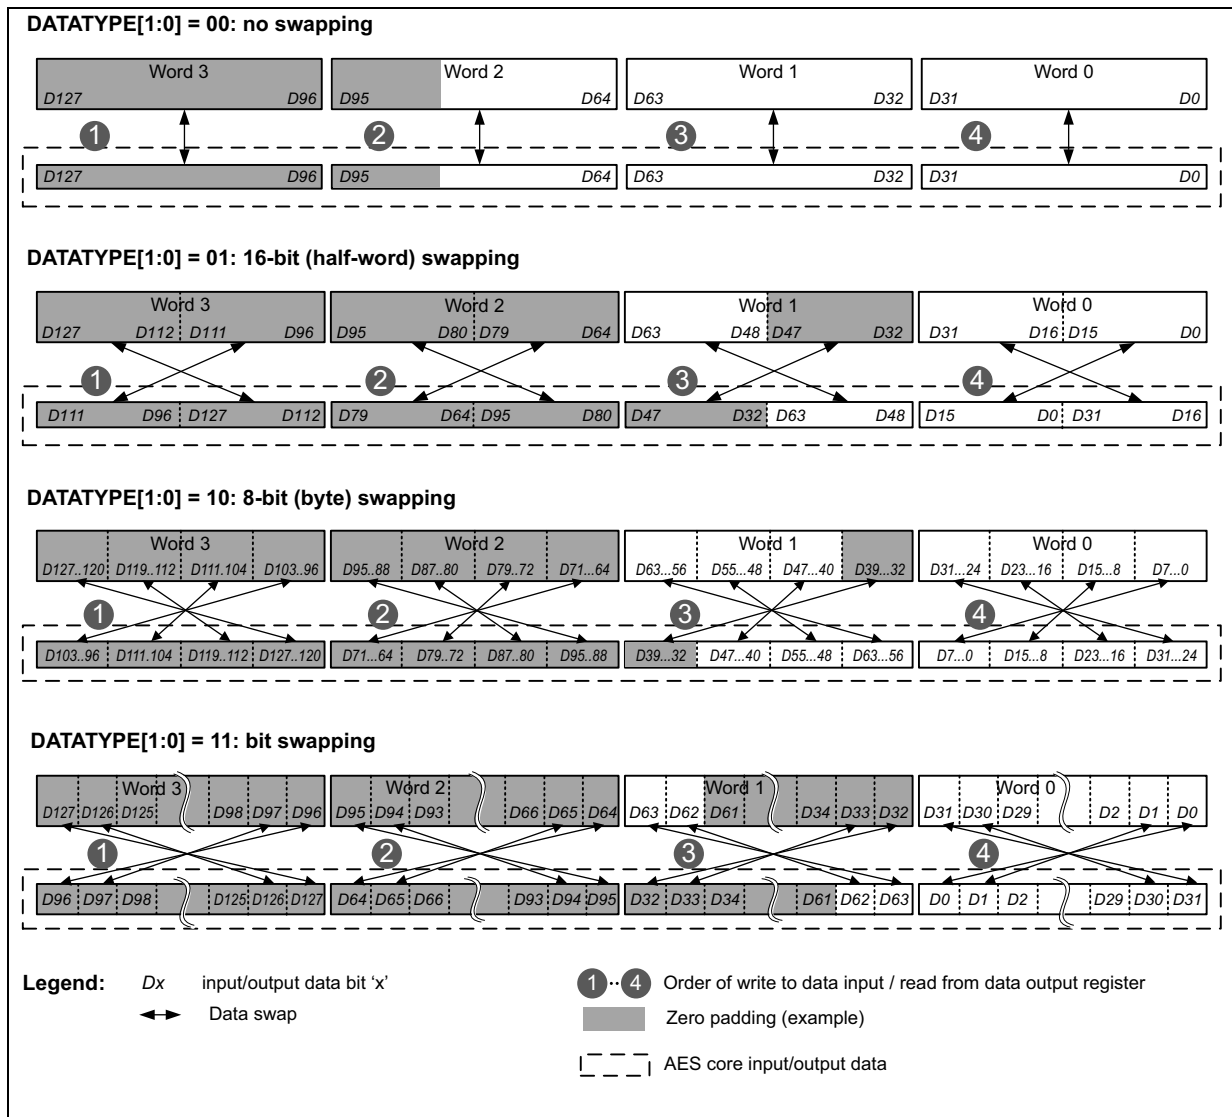 DATATYPE[1:0] = 00: no swapping
Word 3 Word 2 Word 1 Word 0
D127 D96 D95 D64 D63 D32 D31 D0
1 2 3 4
D127 D96 D95 D64 D63 D32 D31 D0
DATATYPE[1:0] = 01: 16-bit (half-word) swapping
Word 3 Word 2 Word 1 Word 0
D127 D112 D111 D96 D95 D80 D79 D64 D63 D48 D47 D32 D31 D16 D15 D0
1 2 3 4
D111 D96 D127 D112 D79 D64 D95 D80 D47 D32 D63 D48 D15 D0 D31 D16
DATATYPE[1:0] = 10: 8-bit (byte) swapping
Word 3 Word 2 Word 1 Word 0
D127..120 D119..112 D111.104 D103..96 D95..88 D87..80 D79..72 D71...64 D63...56 D55...48 D47...40 D39...32 D31...24 D23...16 D15...8 D7...0
1 2 3 4
D103..96 D111.104 D119..112 D127..120 D71...64 D79..72 D87..80 D95..88 D39...32 D47...40 D55...48 D63...56 D7...0 D15...8 D23...16 D31...24
DATATYPE[1:0] = 11: bit swapping
Word 3 Word 2 Word 1 Word 0
D127 D126 D125 D98 D97 D96 D95 D94 D93 D66 D65 D64 D63 D62 D61 D34 D33 D32 D31 D30 D29 D2 D1 D0
1 2 3 4
D96 D97 D98 D125 D126 D127 D64 D65 D66 D93 D94 D95 D32 D33 D34 D61 D62 D63 D0 D1 D2 D29 D30 D31
Legend: Dx input/output data bit ‘x’ 1 ·· 4 Order of write to data input / read from data output register
Data swap Zero padding (example)
AES core input/output data